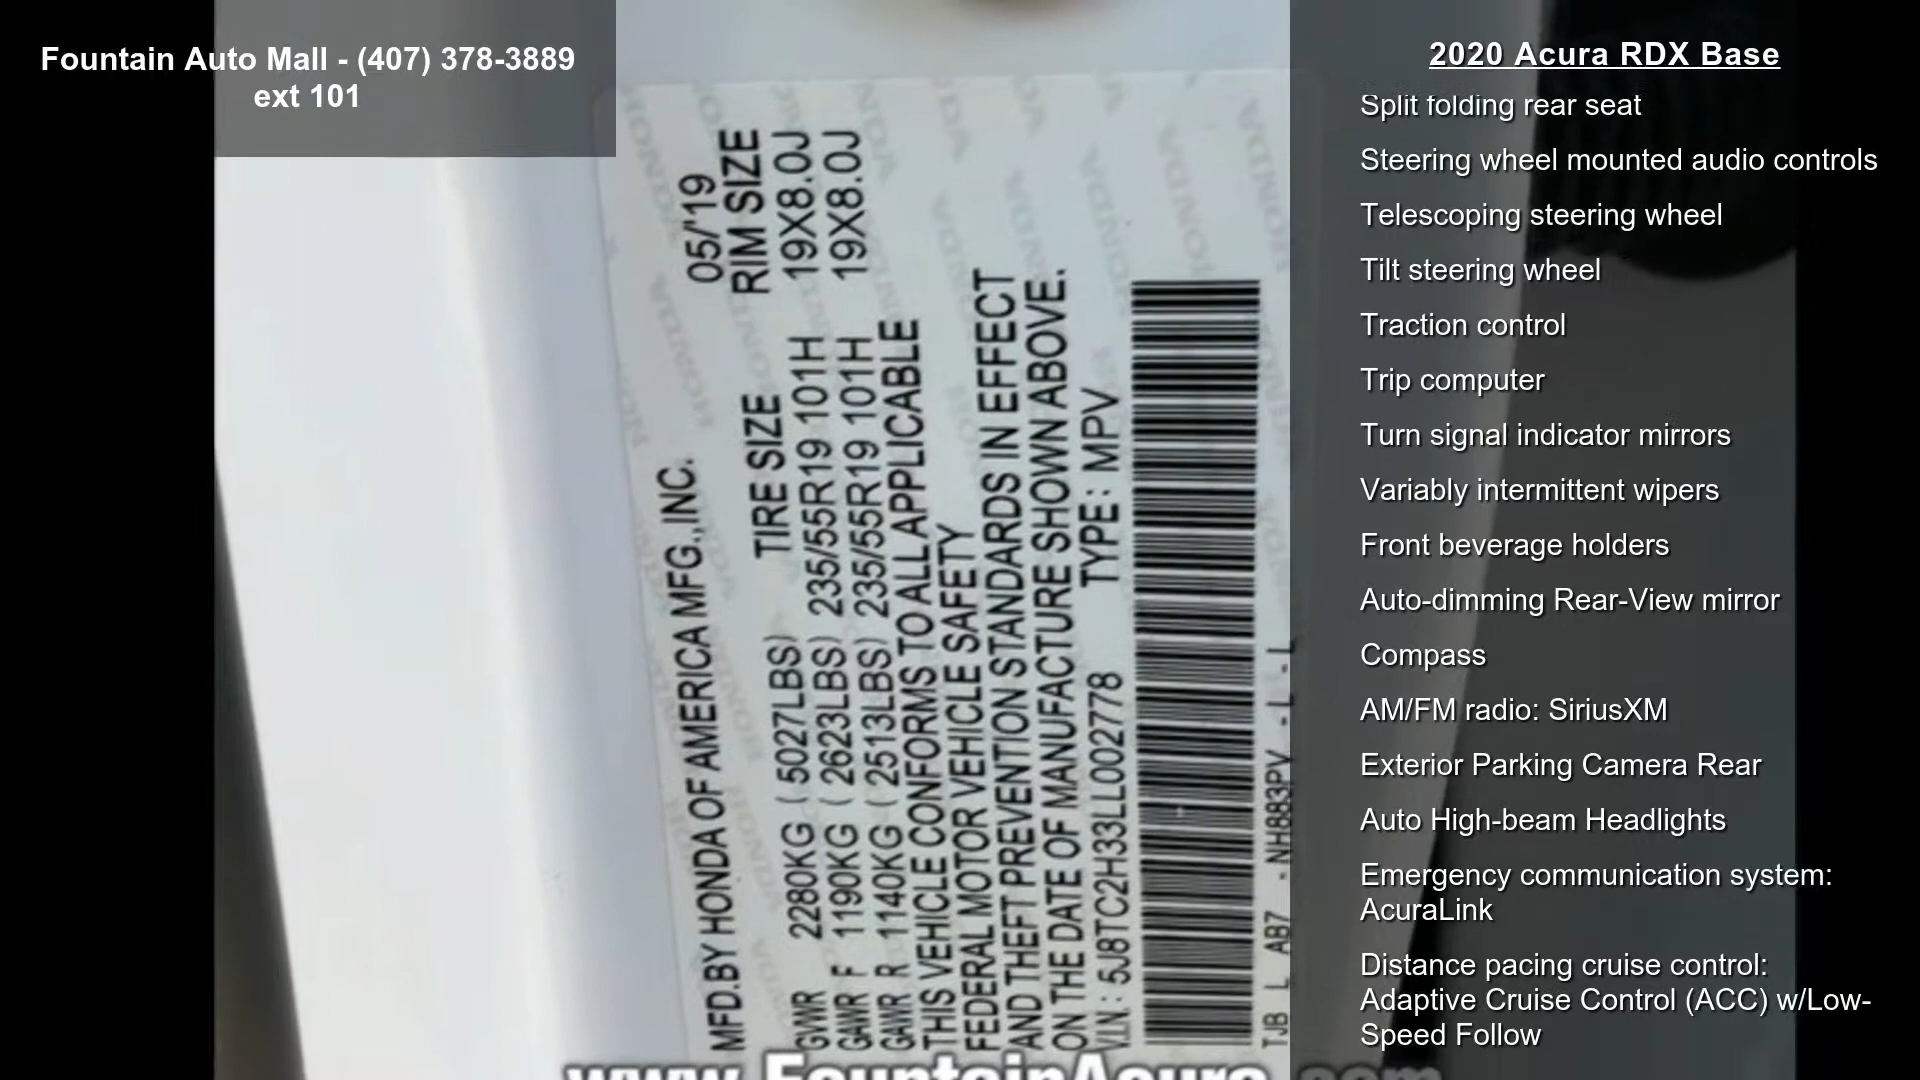 Fountain Auto Mall - (407) 378-3889
ext 101
MFD.BY HONDA OF AMERICA MFG.,INC.
05/'19
TIRE SIZE RIM SIZE
GVWR 2280KG ( 5027LBS)
GAWR F 1190KG ( 2623LBS) 235/55R19 101H 19X8.0J
GAWR R 1140KG ( 2513LBS) 235/55R19 101H 19X8.0J
THIS VEHICLE CONFORMS TO ALL APPLICABLE
FEDERAL MOTOR VEHICLE SAFETY
AND THEFT PREVENTION STANDARDS IN EFFECT
ON THE DATE OF MANUFACTURE SHOWN ABOVE.
V.I.N.: 5J8TC2H33LL002778 TYPE: MPV
TJB L AB7 - NH883PV - L - L
www.FountainAcura.com
2020 Acura RDX Base
Split folding rear seat
Steering wheel mounted audio controls
Telescoping steering wheel
Tilt steering wheel
Traction control
Trip computer
Turn signal indicator mirrors
Variably intermittent wipers
Front beverage holders
Auto-dimming Rear-View mirror
Compass
AM/FM radio: SiriusXM
Exterior Parking Camera Rear
Auto High-beam Headlights
Emergency communication system:
AcuraLink
Distance pacing cruise control:
Adaptive Cruise Control (ACC) w/Low-
Speed Follow